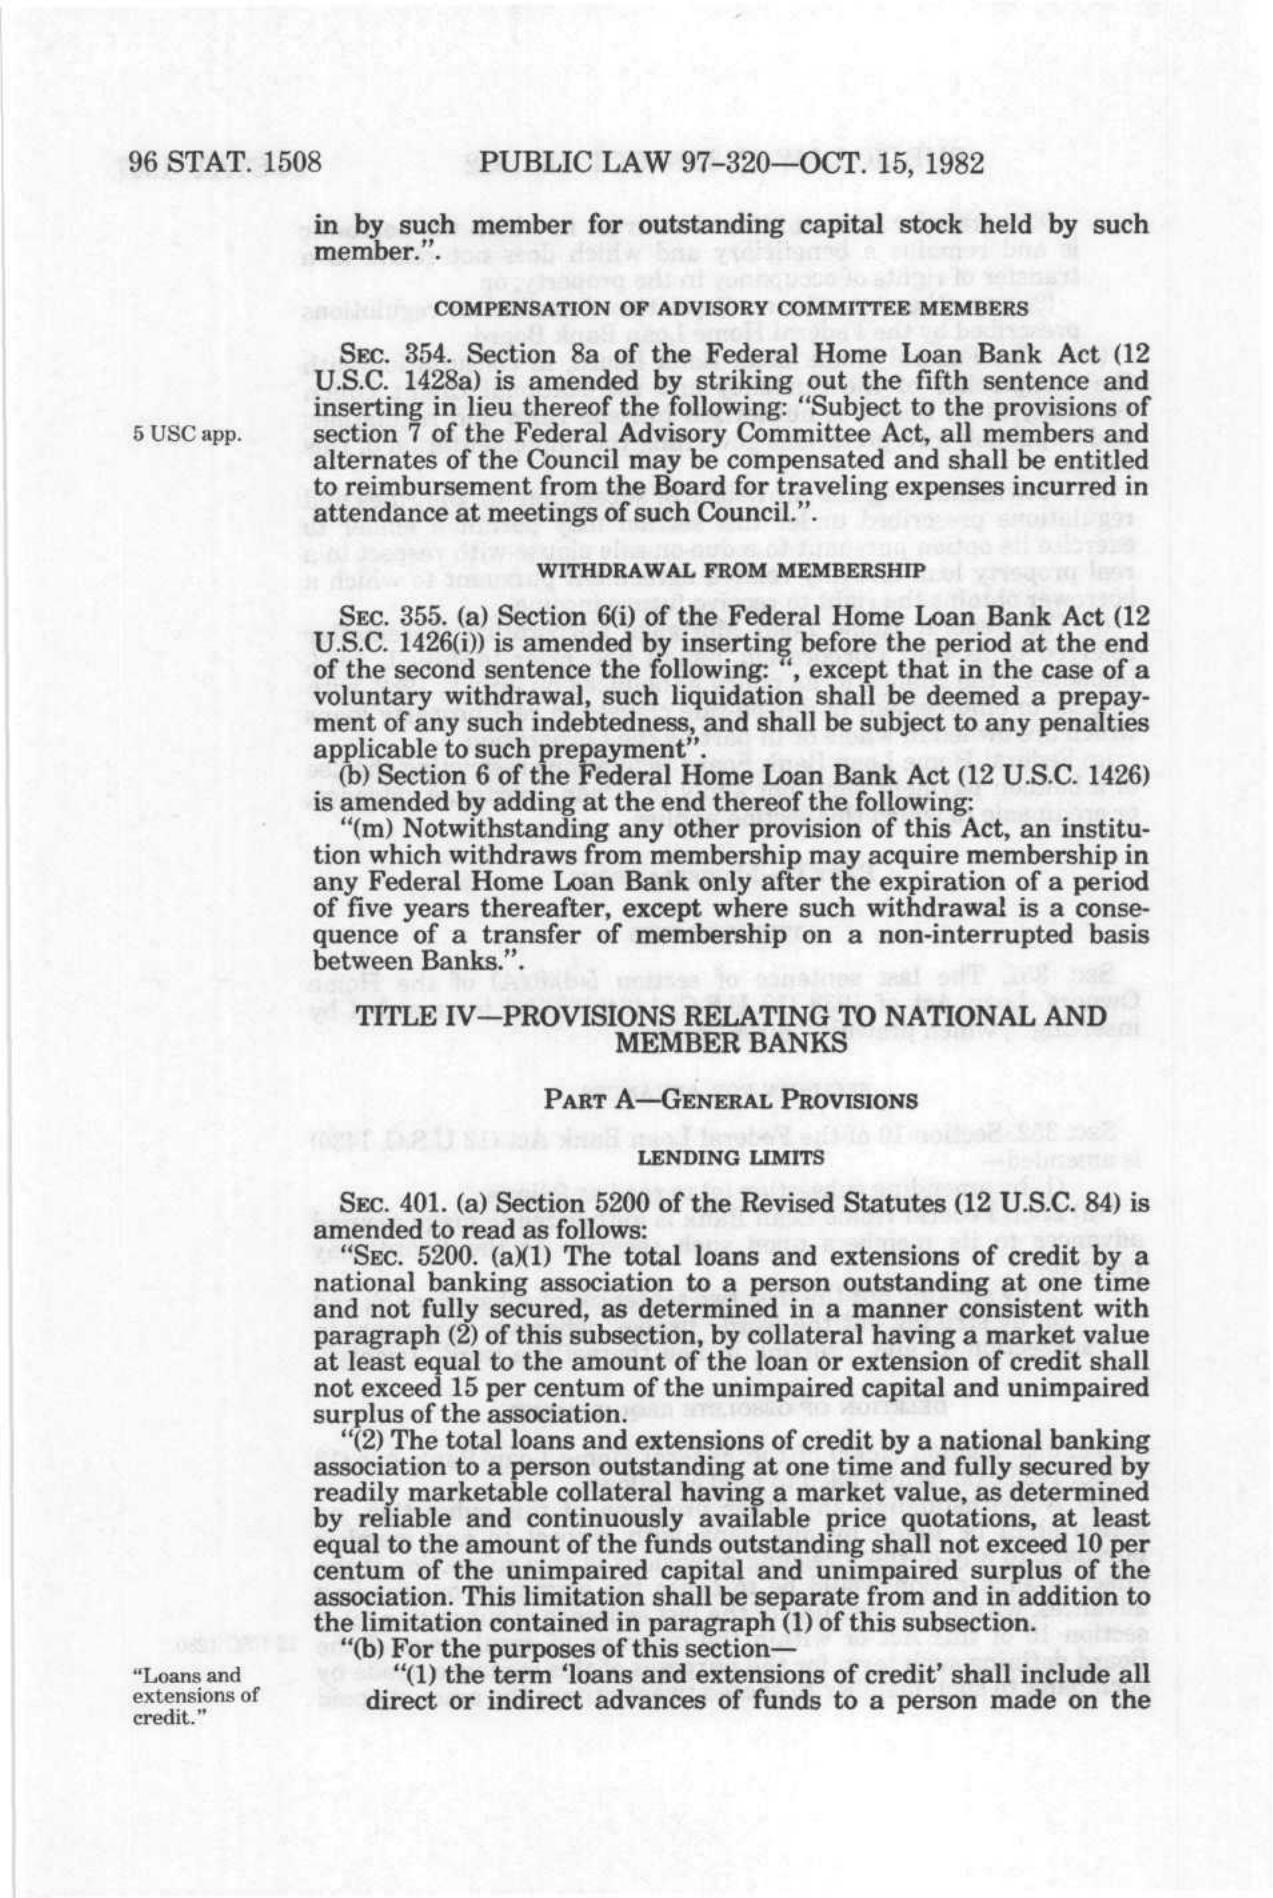 96 STAT. 1508 PUBLIC LAW 97–320—OCT. 15, 1982
in by such member for outstanding capital stock held by such
member.”.
COMPENSATION OF ADVISORY COMMITTEE MEMBERS
SEC. 354. Section 8a of the Federal Home Loan Bank Act (12
U.S.C. 1428a) is amended by striking out the fifth sentence and
inserting in lieu thereof the following: “Subject to the provisions of
5 USC app.
section 7 of the Federal Advisory Committee Act, all members and
alternates of the Council may be compensated and shall be entitled
to reimbursement from the Board for traveling expenses incurred in
attendance at meetings of such Council.”.
WITHDRAWAL FROM MEMBERSHIP
SEC. 355. (a) Section 6(i) of the Federal Home Loan Bank Act (12
U.S.C. 1426(i)) is amended by inserting before the period at the end
of the second sentence the following: “, except that in the case of a
voluntary withdrawal, such liquidation shall be deemed a prepay-
ment of any such indebtedness, and shall be subject to any penalties
applicable to such prepayment”.
(b) Section 6 of the Federal Home Loan Bank Act (12 U.S.C. 1426)
is amended by adding at the end thereof the following:
“(m) Notwithstanding any other provision of this Act, an institu-
tion which withdraws from membership may acquire membership in
any Federal Home Loan Bank only after the expiration of a period
of five years thereafter, except where such withdrawal is a conse-
quence of a transfer of membership on a non-interrupted basis
between Banks.”.
TITLE IV—PROVISIONS RELATING TO NATIONAL AND
MEMBER BANKS
PART A—GENERAL PROVISIONS
LENDING LIMITS
SEC. 401. (a) Section 5200 of the Revised Statutes (12 U.S.C. 84) is
amended to read as follows:
“SEC. 5200. (a)(1) The total loans and extensions of credit by a
national banking association to a person outstanding at one time
and not fully secured, as determined in a manner consistent with
paragraph (2) of this subsection, by collateral having a market value
at least equal to the amount of the loan or extension of credit shall
not exceed 15 per centum of the unimpaired capital and unimpaired
surplus of the association.
“(2) The total loans and extensions of credit by a national banking
association to a person outstanding at one time and fully secured by
readily marketable collateral having a market value, as determined
by reliable and continuously available price quotations, at least
equal to the amount of the funds outstanding shall not exceed 10 per
centum of the unimpaired capital and unimpaired surplus of the
association. This limitation shall be separate from and in addition to
the limitation contained in paragraph (1) of this subsection.
“(b) For the purposes of this section—
“Loans and
extensions of
credit.”
“(1) the term ‘loans and extensions of credit’ shall include all
direct or indirect advances of funds to a person made on the